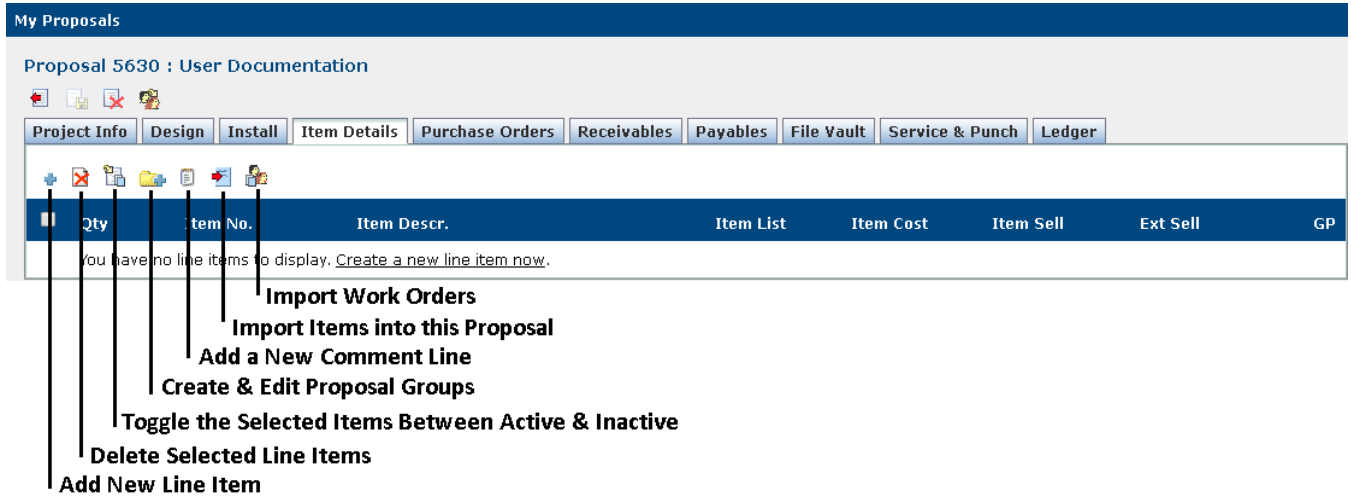 My Proposals
Proposal 5630 : User Documentation
Project Info Design Install Item Details Purchase Orders Receivables Payables File Vault Service & Punch Ledger
Qty Item No. Item Descr. Item List Item Cost Item Sell Ext Sell GP
You have no line items to display. Create a new line item now.
Import Work Orders
Import Items into this Proposal
Add a New Comment Line
Create & Edit Proposal Groups
Toggle the Selected Items Between Active & Inactive
Delete Selected Line Items
Add New Line Item